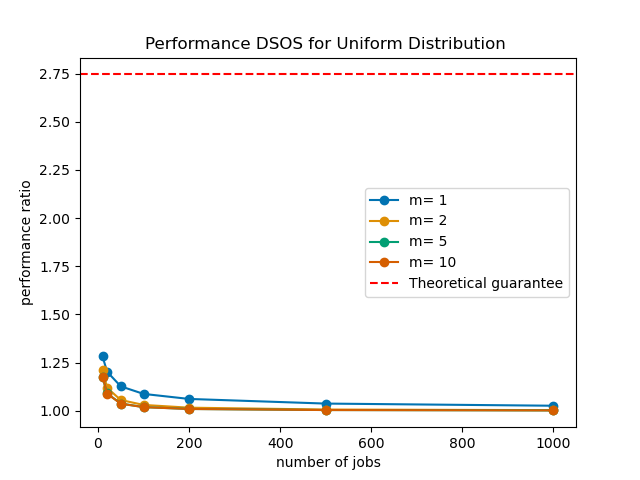 Performance DSOS for Uniform Distribution
performance ratio
2.75
2.50
2.25
2.00
1.75
1.50
1.25
1.00
m= 1
m= 2
m= 5
m= 10
Theoretical guarantee
0 200 400 600 800 1000
number of jobs